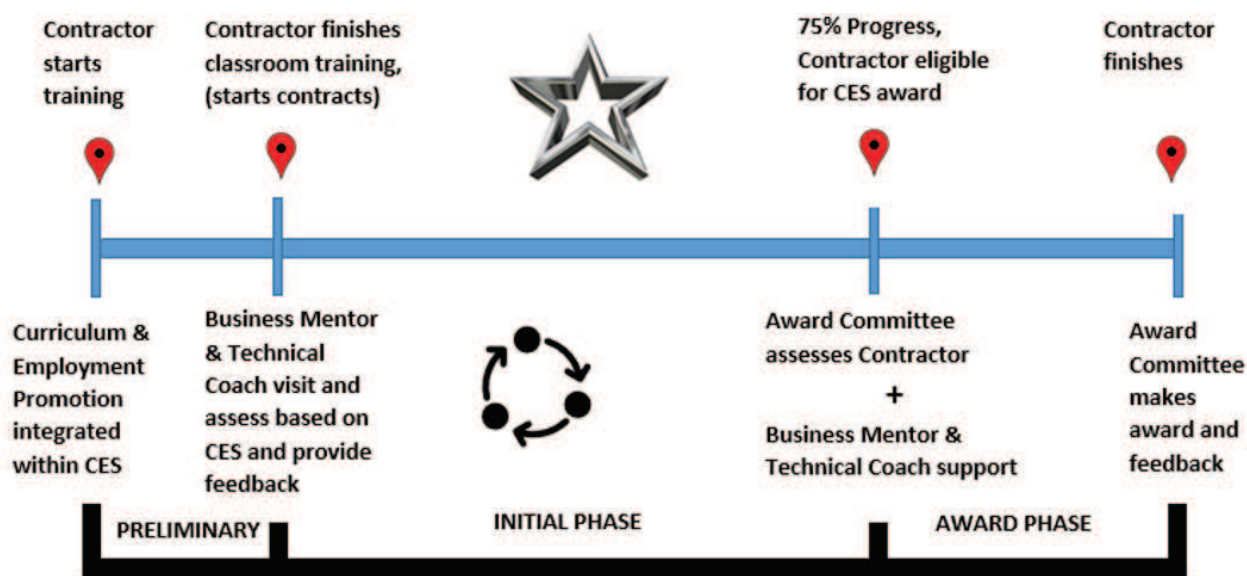 Contractor
starts
training
Contractor finishes
classroom training,
(starts contracts)
75% Progress,
Contractor eligible
for CES award
Contractor
finishes
Curriculum &
Employment
Promotion
integrated
within CES
Business Mentor
& Technical
Coach visit and
assess based on
CES and provide
feedback
Award Committee
assesses Contractor
+
Business Mentor &
Technical Coach support
Award
Committee
makes
award and
feedback
PRELIMINARY
INITIAL PHASE
AWARD PHASE